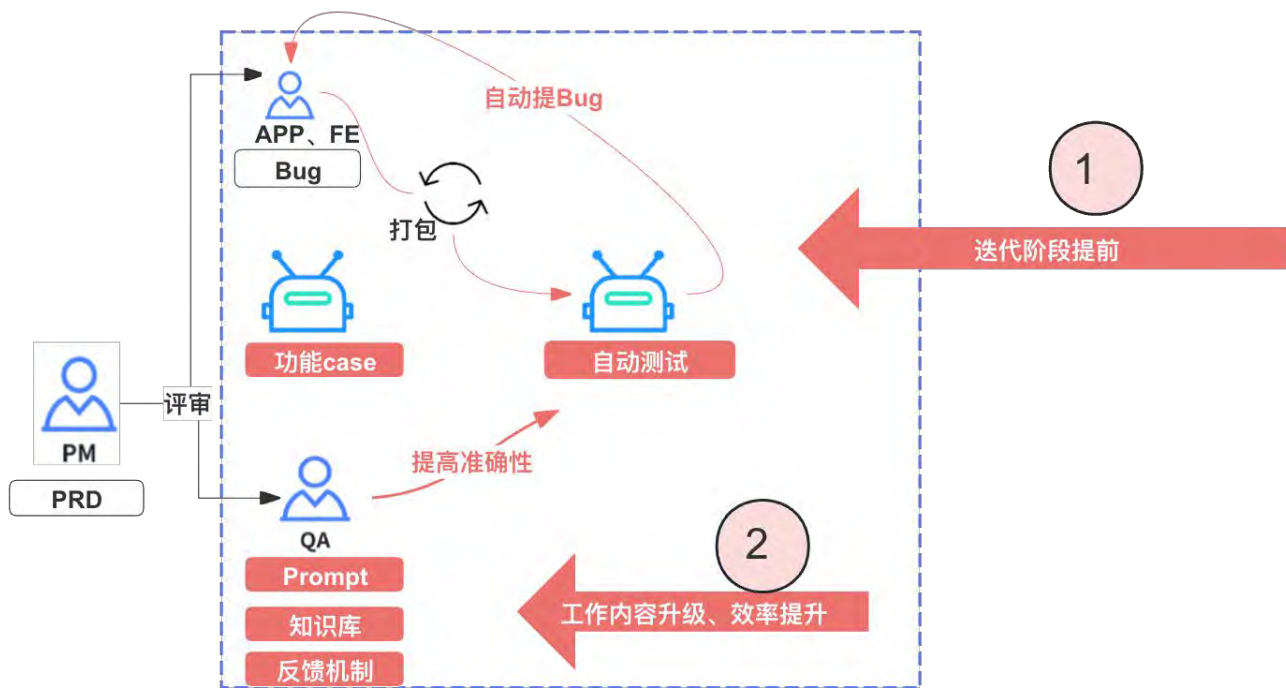 自动提Bug
APP、FE
Bug
打包
1
迭代阶段提前
功能case
自动测试
评审
PM
PRD
提高准确性
QA
Prompt
知识库
反馈机制
2
工作内容升级、效率提升